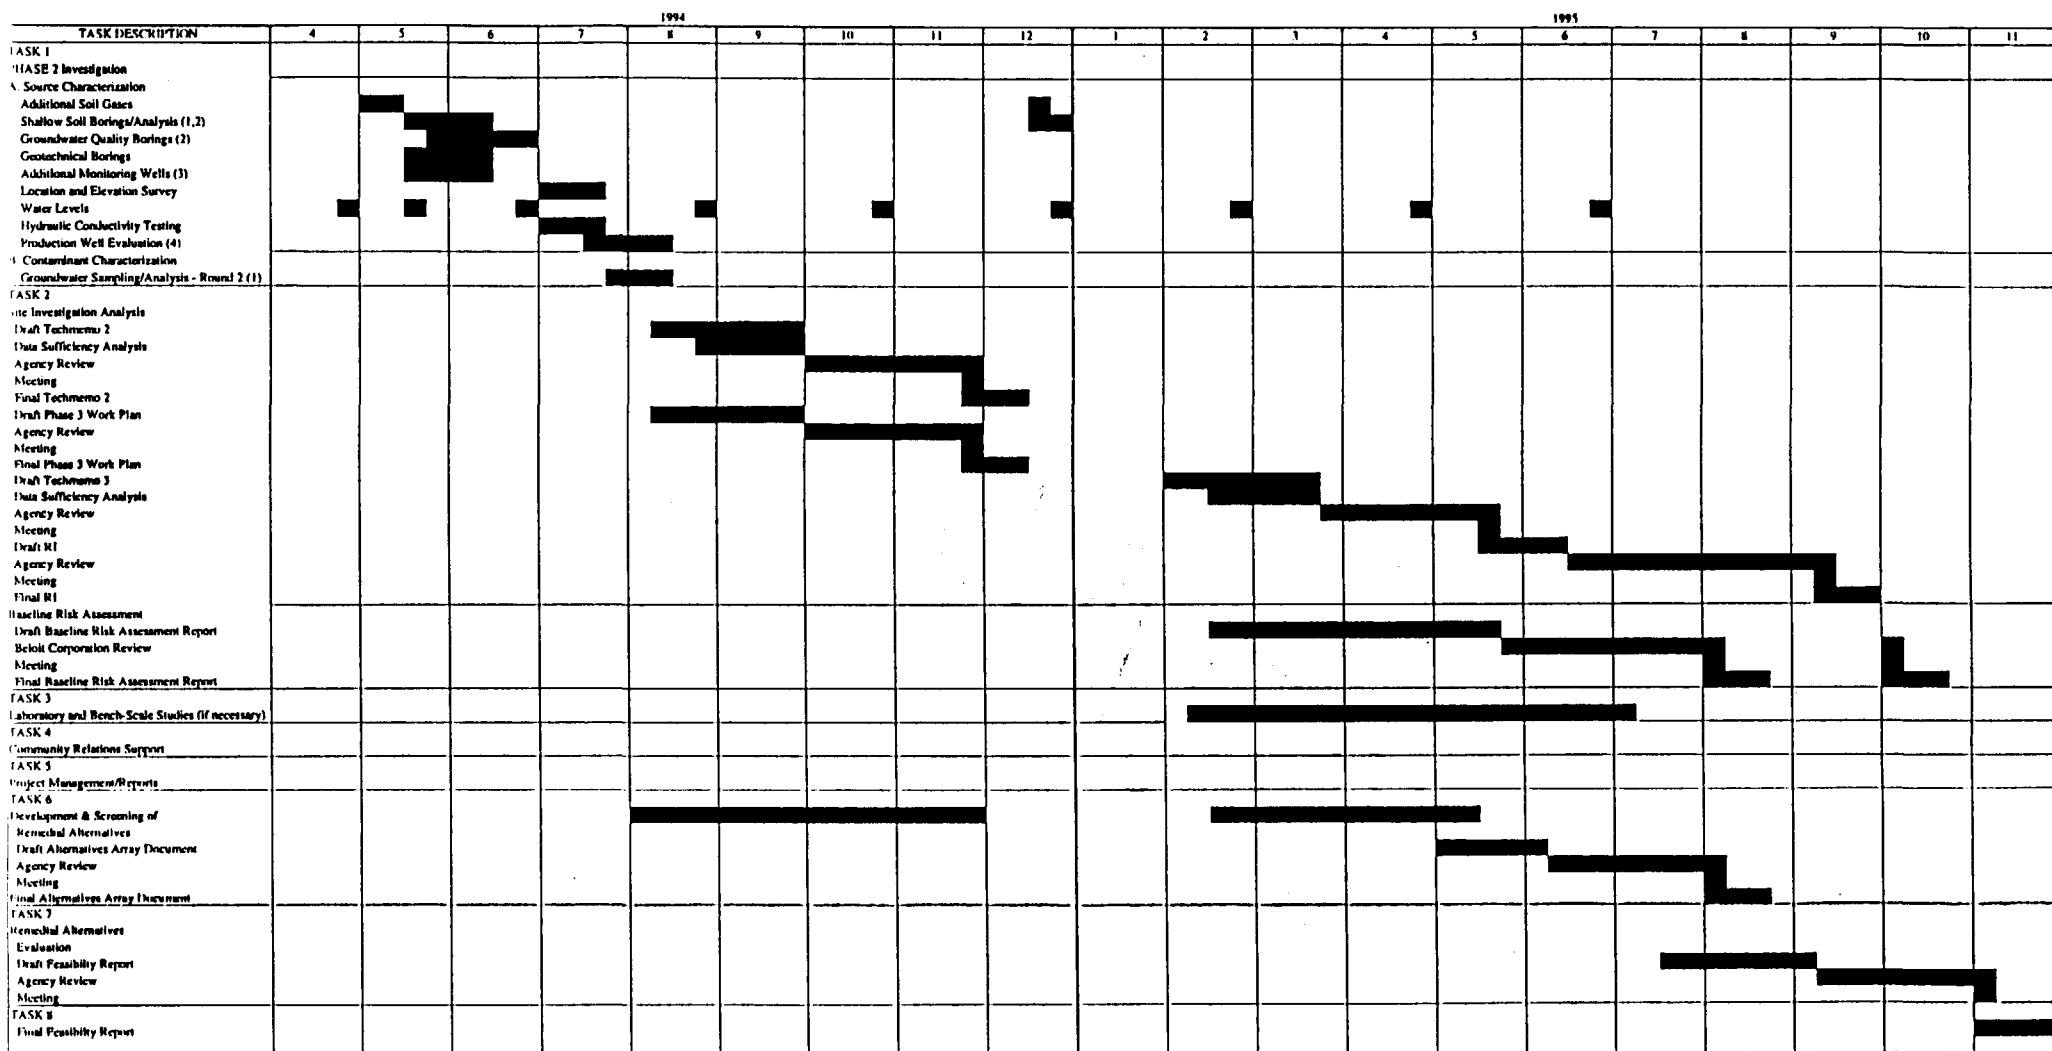 1994 1995
TASK DESCRIPTION 4 5 6 7 8 9 10 11 12 1 2 3 4 5 6 7 8 9 10 11
TASK 1
PHASE 2 Investigation
A. Source Characterization
Additional Soil Gases
Shallow Soil Borings/Analysis (1,2)
Groundwater Quality Borings (2)
Geotechnical Borings
Additional Monitoring Wells (3)
Location and Elevation Survey
Water Levels
Hydraulic Conductivity Testing
Production Well Evaluation (4)
Contaminant Characterization
Groundwater Sampling/Analysis - Round 2 (1)
TASK 2
Site Investigation Analysis
Draft Techmemo 2
Data Sufficiency Analysis
Agency Review
Meeting
Final Techmemo 2
Draft Phase 3 Work Plan
Agency Review
Meeting
Final Phase 3 Work Plan
Draft Techmemo 3
Data Sufficiency Analysis
Agency Review
Meeting
Draft RI
Agency Review
Meeting
Final RI
Baseline Risk Assessment
Draft Baseline Risk Assessment Report
Beloit Corporation Review
Meeting
Final Baseline Risk Assessment Report
TASK 3
Laboratory and Bench-Scale Studies (if necessary)
TASK 4
Community Relations Support
TASK 5
Project Management/Reports
TASK 6
Development & Screening of
Remedial Alternatives
Draft Alternatives Array Document
Agency Review
Meeting
Final Alternatives Array Document
TASK 7
Remedial Alternatives
Evaluation
Draft Feasibilty Report
Agency Review
Meeting
TASK 8
Final Feasibilty Report